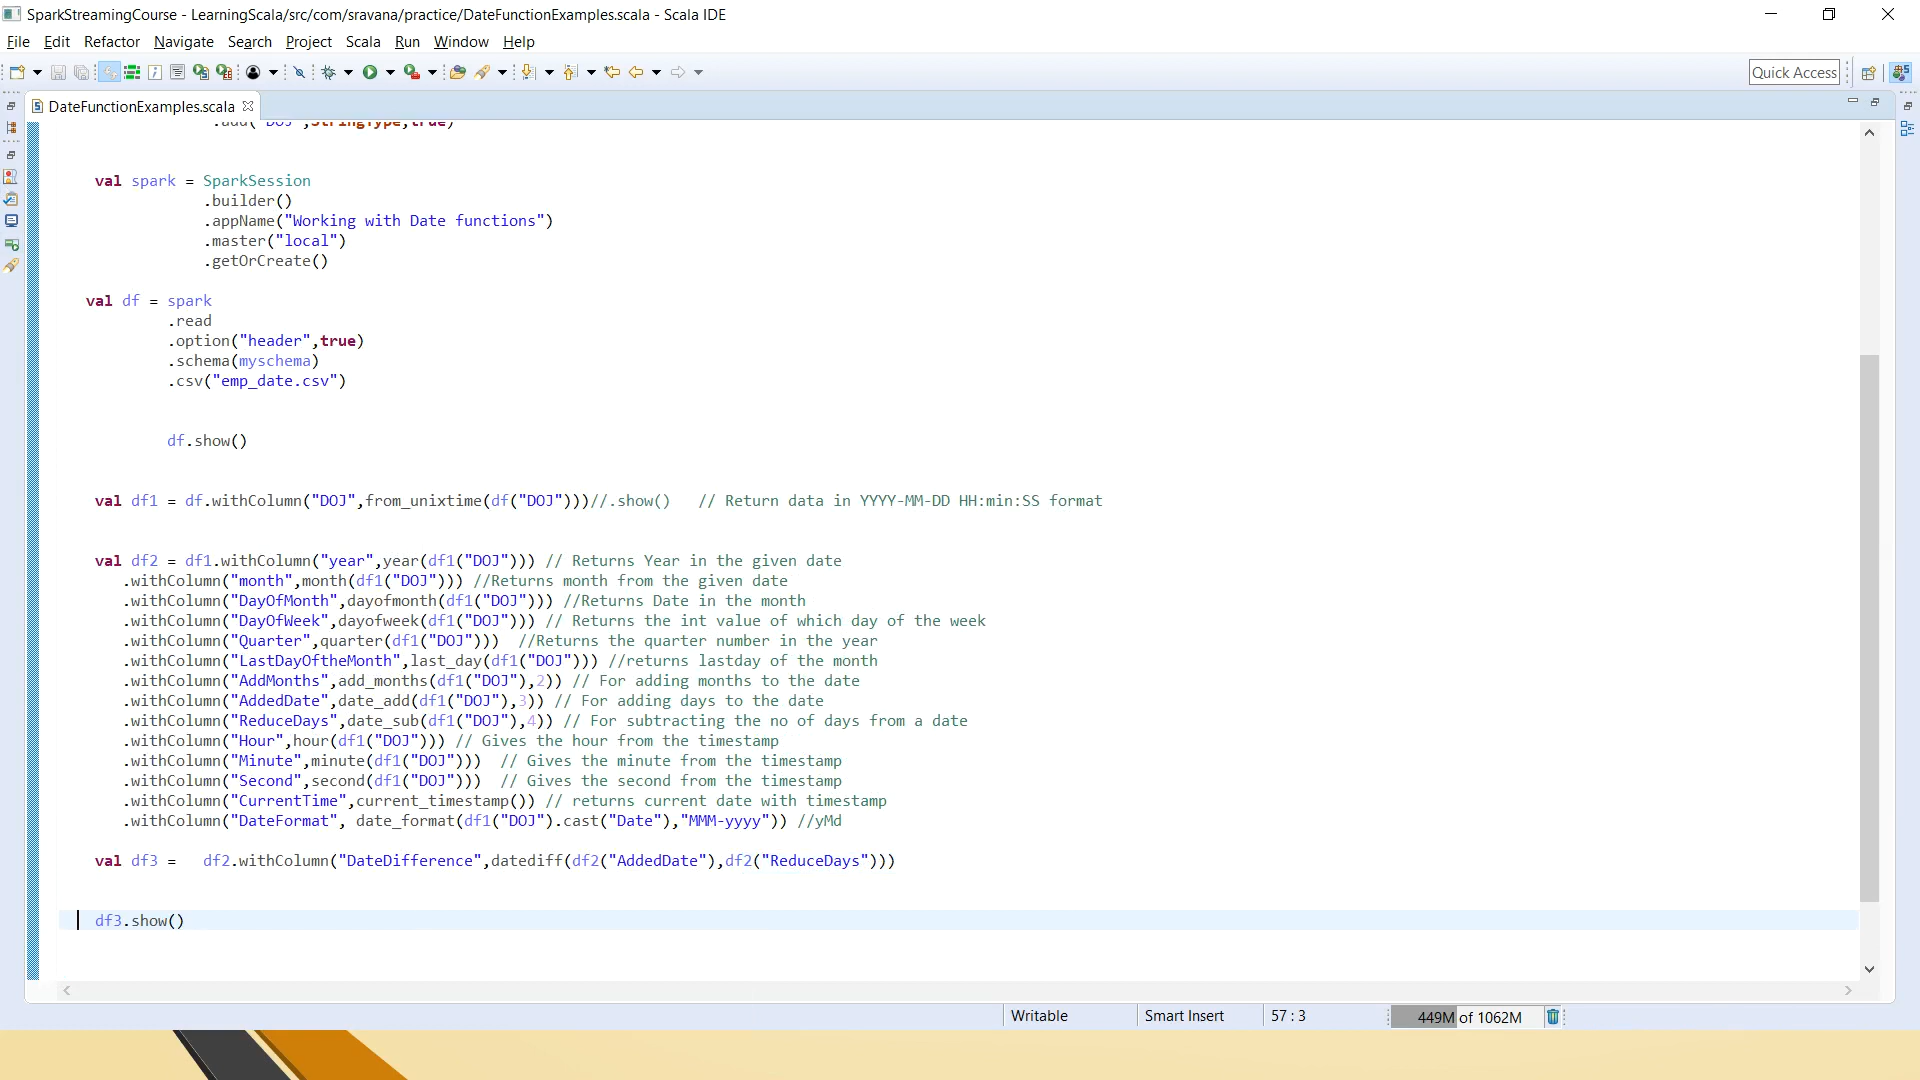 SparkStreamingCourse - LearningScala/src/com/sravana/practice/DateFunctionExamples.scala - Scala IDE
File Edit Refactor Navigate Search Project Scala Run Window Help
Quick Access
DateFunctionExamples.scala
.add("DOJ",StringType,true)
val spark = SparkSession
.builder()
.appName("Working with Date functions")
.master("local")
.getOrCreate()
val df = spark
.read
.option("header",true)
.schema(myschema)
.csv("emp_date.csv")
df.show()
val df1 = df.withColumn("DOJ",from_unixtime(df("DOJ")))//.show() // Return data in YYYY-MM-DD HH:min:SS format
val df2 = df1.withColumn("year",year(df1("DOJ"))) // Returns Year in the given date
.withColumn("month",month(df1("DOJ"))) //Returns month from the given date
.withColumn("DayOfMonth",dayofmonth(df1("DOJ"))) //Returns Date in the month
.withColumn("DayOfWeek",dayofweek(df1("DOJ"))) // Returns the int value of which day of the week
.withColumn("Quarter",quarter(df1("DOJ"))) //Returns the quarter number in the year
.withColumn("LastDayOftheMonth",last_day(df1("DOJ"))) //returns lastday of the month
.withColumn("AddMonths",add_months(df1("DOJ"),2)) // For adding months to the date
.withColumn("AddedDate",date_add(df1("DOJ"),3)) // For adding days to the date
.withColumn("ReduceDays",date_sub(df1("DOJ"),4)) // For subtracting the no of days from a date
.withColumn("Hour",hour(df1("DOJ"))) // Gives the hour from the timestamp
.withColumn("Minute",minute(df1("DOJ"))) // Gives the minute from the timestamp
.withColumn("Second",second(df1("DOJ"))) // Gives the second from the timestamp
.withColumn("CurrentTime",current_timestamp()) // returns current date with timestamp
.withColumn("DateFormat", date_format(df1("DOJ").cast("Date"),"MMM-yyyy")) //yMd
val df3 = df2.withColumn("DateDifference",datediff(df2("AddedDate"),df2("ReduceDays")))
df3.show()
Writable Smart Insert 57 : 3 449M of 1062M